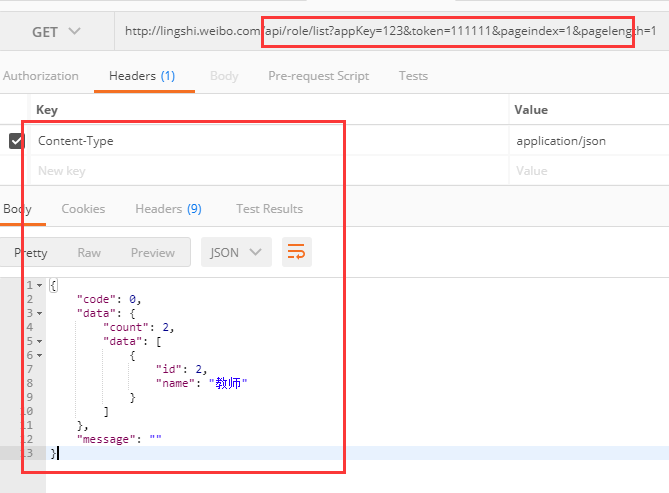 GET http://lingshi.weibo.com/api/role/list?appKey=123&token=111111&pageindex=1&pagelength=1
Authorization Headers (1) Body Pre-request Script Tests
Key Value
Content-Type application/json
New key Value
Body Cookies Headers (9) Test Results
Pretty Raw Preview JSON
1 {
2 "code": 0,
3 "data": {
4 "count": 2,
5 "data": [
6 {
7 "id": 2,
8 "name": "教师"
9 }
10 ]
11 },
12 "message": ""
13 }